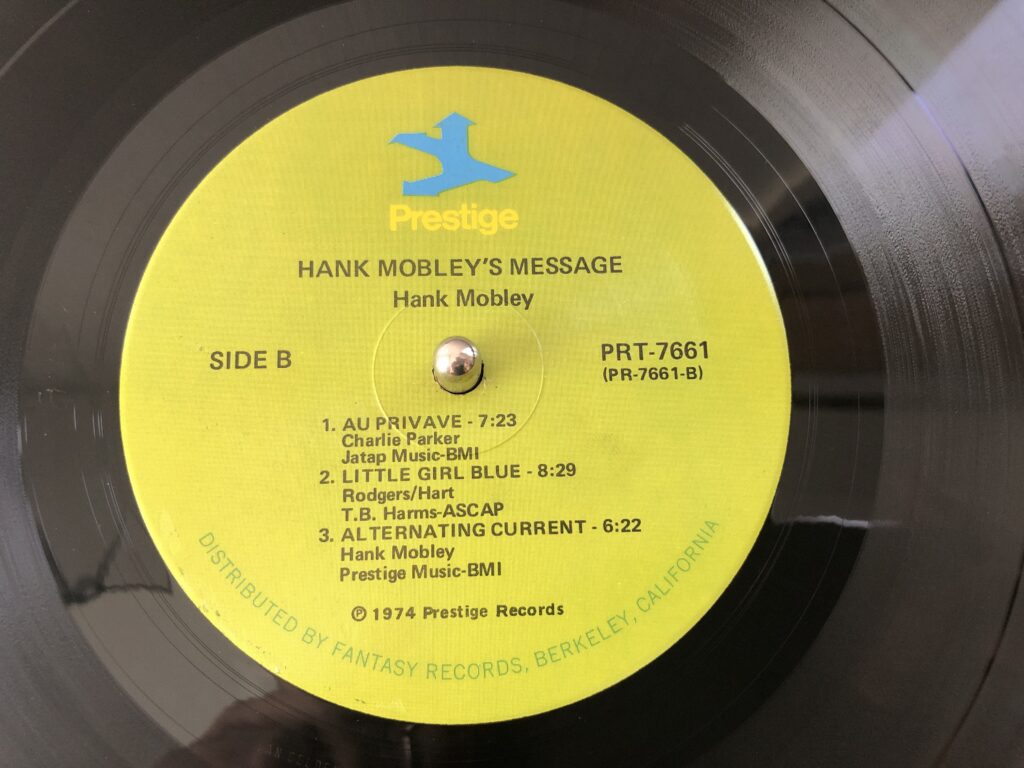 Prestige
HANK MOBLEY'S MESSAGE
Hank Mobley
SIDE B
PRT-7661
(PR-7661-B)
1. AU PRIVAVE - 7:23
Charlie Parker
Jatap Music-BMI
2. LITTLE GIRL BLUE - 8:29
Rodgers/Hart
T.B. Harms-ASCAP
3. ALTERNATING CURRENT - 6:22
Hank Mobley
Prestige Music-BMI
℗ 1974 Prestige Records
DISTRIBUTED BY FANTASY RECORDS, BERKELEY, CALIFORNIA